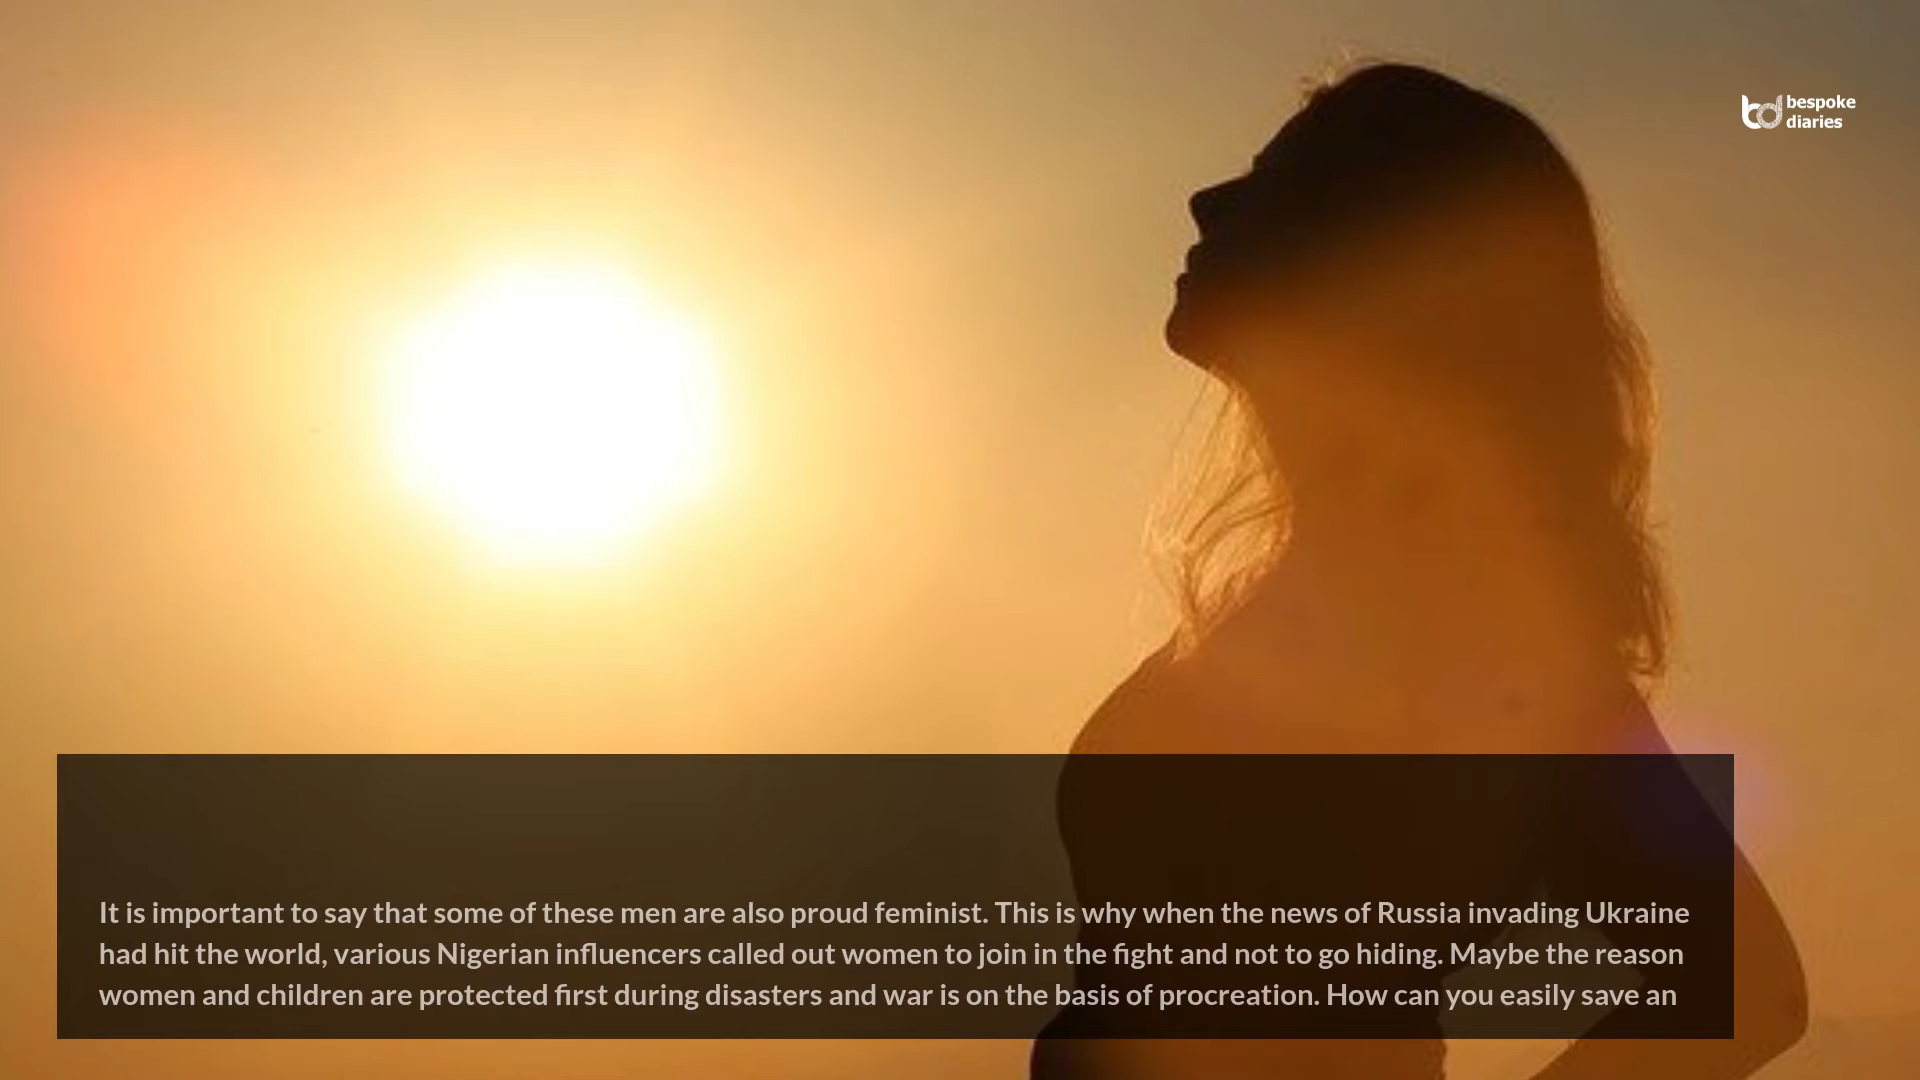 bespoke
diaries
It is important to say that some of these men are also proud feminist. This is why when the news of Russia invading Ukraine
had hit the world, various Nigerian influencers called out women to join in the fight and not to go hiding. Maybe the reason
women and children are protected first during disasters and war is on the basis of procreation. How can you easily save an